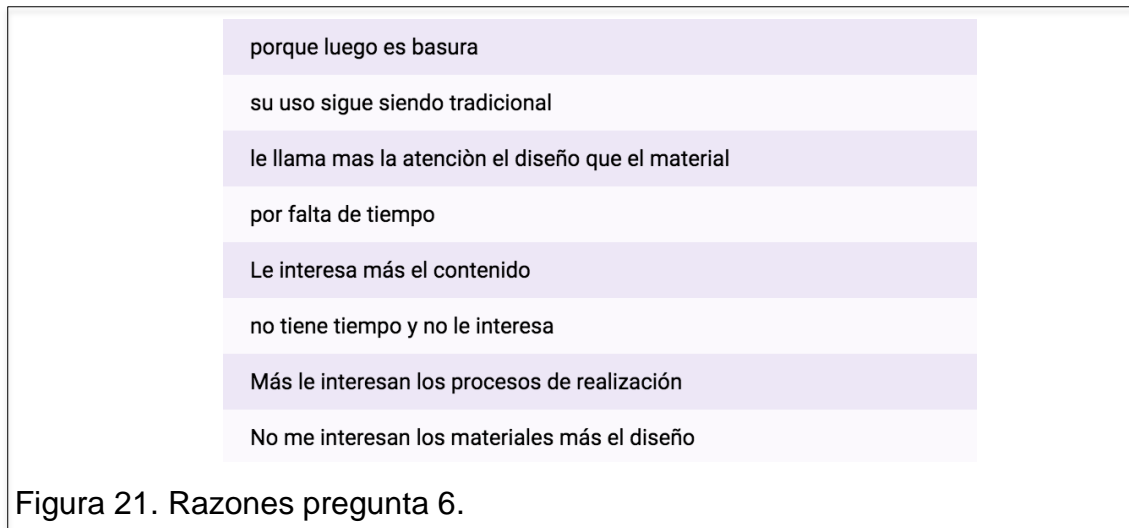 porque luego es basura
su uso sigue siendo tradicional
le llama mas la atenciòn el diseño que el material
por falta de tiempo
Le interesa más el contenido
no tiene tiempo y no le interesa
Más le interesan los procesos de realización
No me interesan los materiales más el diseño
Figura 21. Razones pregunta 6.